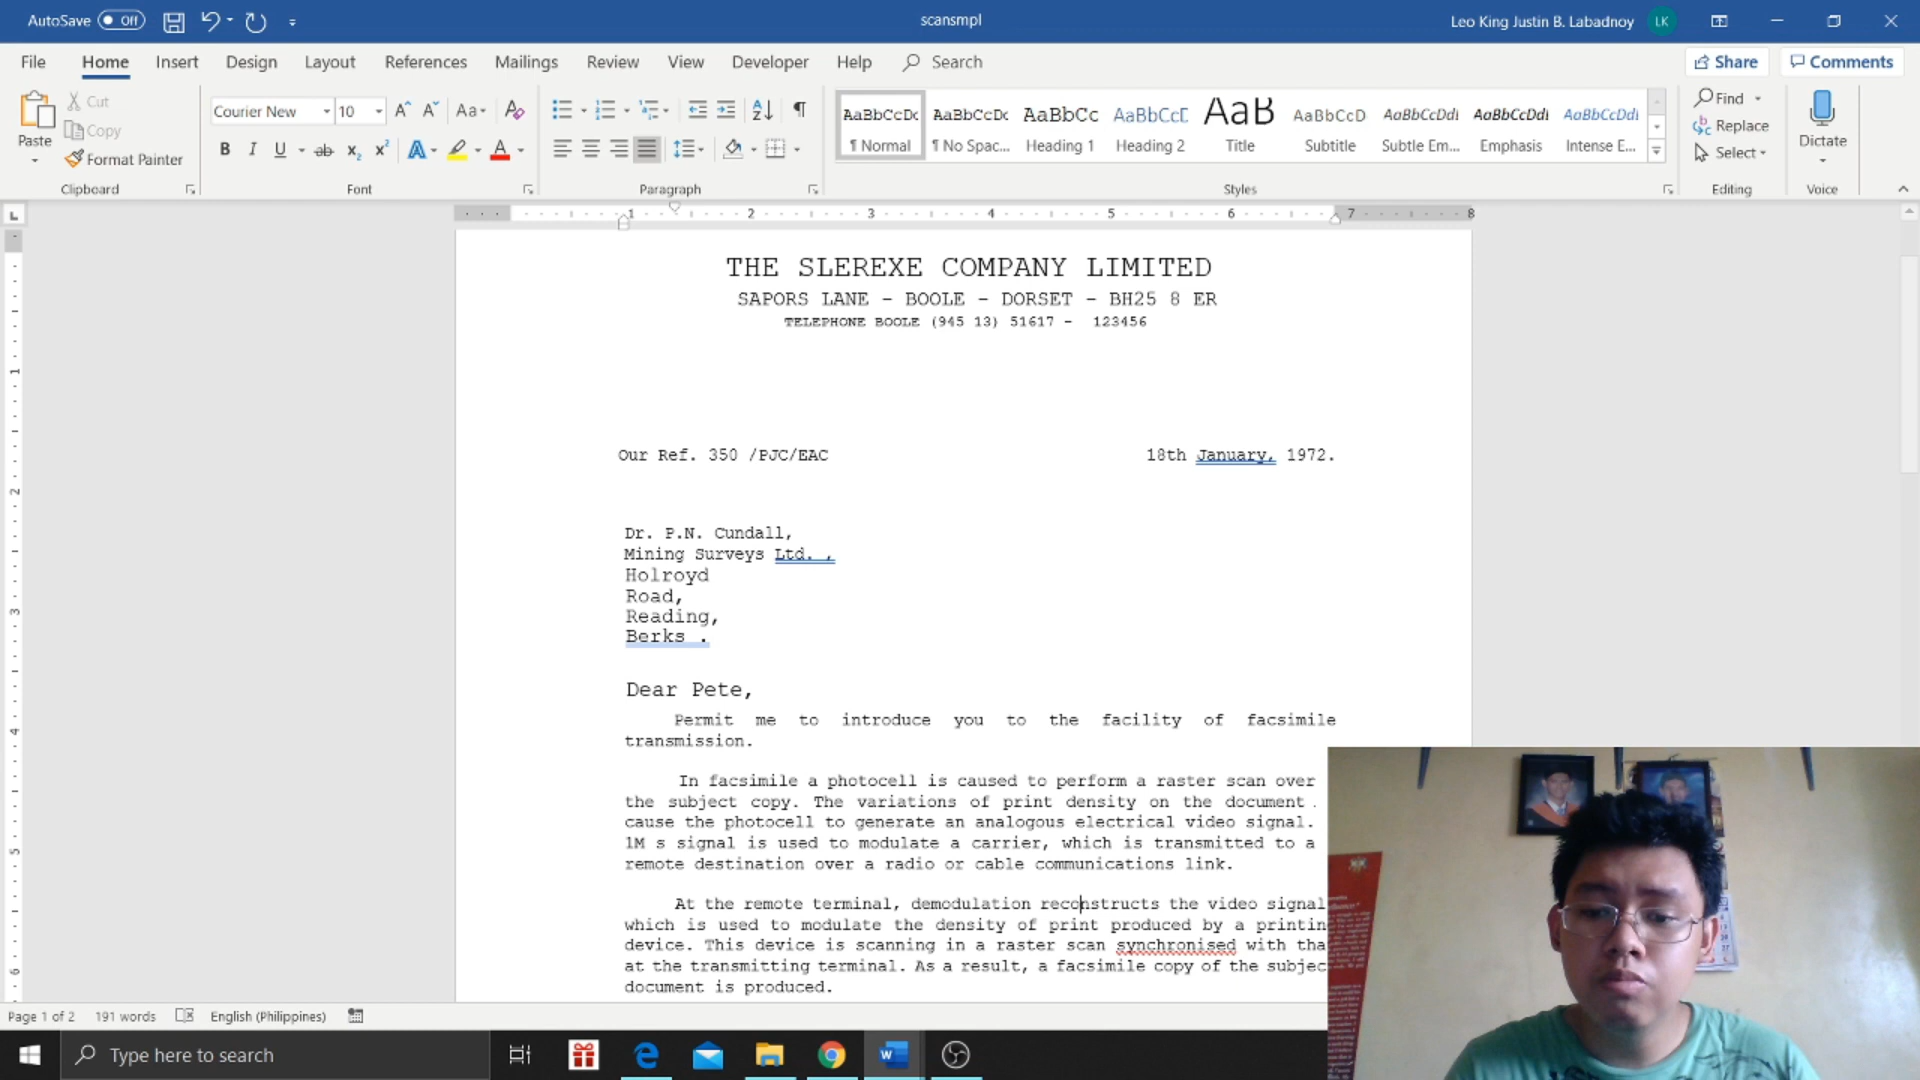 AutoSave Off scansmpl Leo King Justin B. Labadnoy LK
File Home Insert Design Layout References Mailings Review View Developer Help Search Share Comments
Paste Cut Copy Format Painter Clipboard
Courier New 10 Font
Paragraph
AaBbCcDc AaBbCcDc AaBbCc AaBbCcD AaB AaBbCcD AaBbCcDdI AaBbCcDdI AaBbCcDdI
¶ Normal ¶ No Spac... Heading 1 Heading 2 Title Subtitle Subtle Em... Emphasis Intense E...
Styles
Find Replace Select Editing
Dictate Voice
1 2 3 4 5 6 7 8
THE SLEREXE COMPANY LIMITED
SAPORS LANE - BOOLE - DORSET - BH25 8 ER
TELEPHONE BOOLE (945 13) 51617 - 123456
Our Ref. 350 /PJC/EAC 18th January, 1972.
Dr. P.N. Cundall,
Mining Surveys Ltd. ,
Holroyd
Road,
Reading,
Berks .
Dear Pete,
Permit me to introduce you to the facility of facsimile
transmission.
In facsimile a photocell is caused to perform a raster scan over
the subject copy. The variations of print density on the document.
cause the photocell to generate an analogous electrical video signal.
1M s signal is used to modulate a carrier, which is transmitted to a
remote destination over a radio or cable communications link.
At the remote terminal, demodulation reconstructs the video signal
which is used to modulate the density of print produced by a printin
device. This device is scanning in a raster scan synchronised with tha
at the transmitting terminal. As a result, a facsimile copy of the subjec
document is produced.
Page 1 of 2 191 words English (Philippines)
Type here to search